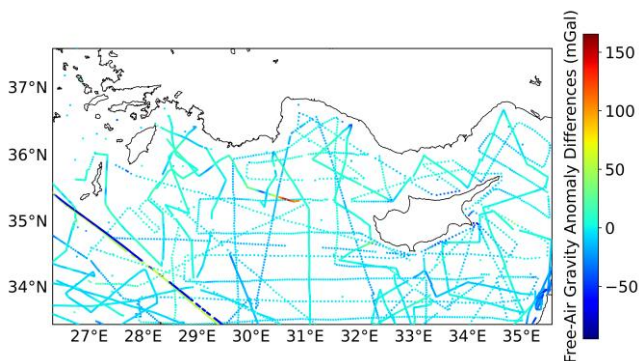 37°N
36°N
35°N
34°N
27°E 28°E 29°E 30°E 31°E 32°E 33°E 34°E 35°E
150
100
50
0
−50
Free-Air Gravity Anomaly Differences (mGal)